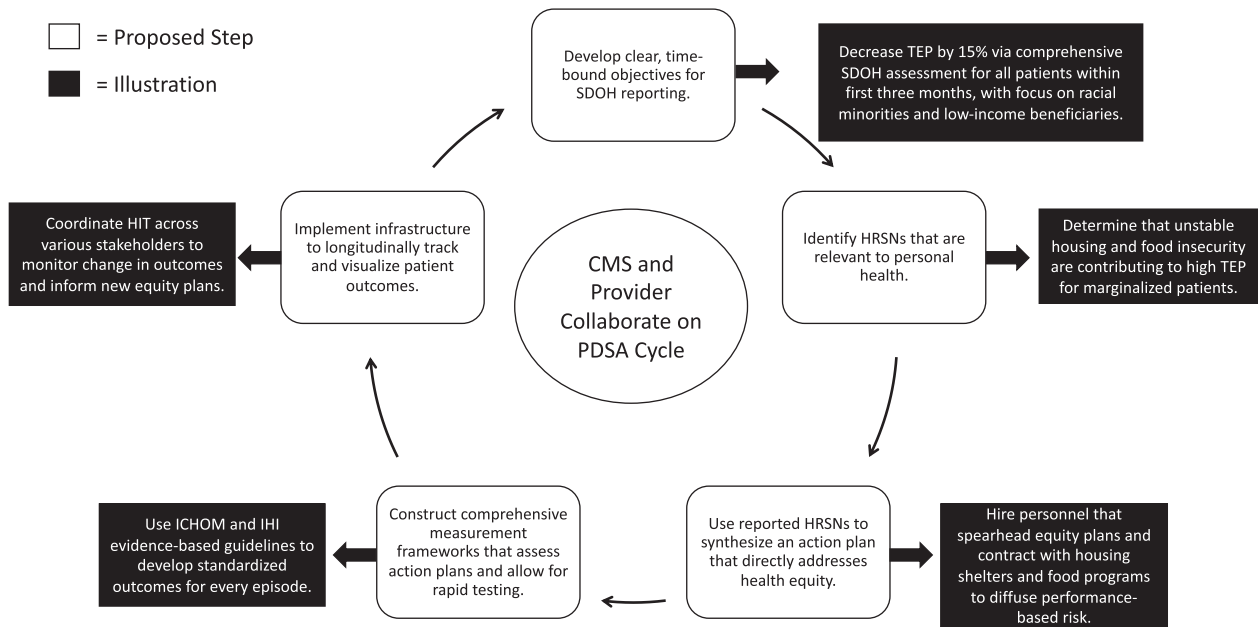 = Proposed Step
= Illustration
Develop clear, time-
bound objectives for
SDOH reporting.
Decrease TEP by 15% via comprehensive
SDOH assessment for all patients within
first three months, with focus on racial
minorities and low-income beneficiaries.
Identify HRSNs that are
relevant to personal
health.
Determine that unstable
housing and food insecurity
are contributing to high TEP
for marginalized patients.
Use reported HRSNs to
synthesize an action plan
that directly addresses
health equity.
Hire personnel that
spearhead equity plans and
contract with housing
shelters and food programs
to diffuse performance-
based risk.
Construct comprehensive
measurement
frameworks that assess
action plans and allow for
rapid testing.
Use ICHOM and IHI
evidence-based guidelines to
develop standardized
outcomes for every episode.
Implement infrastructure
to longitudinally track
and visualize patient
outcomes.
Coordinate HIT across
various stakeholders to
monitor change in outcomes
and inform new equity plans.
CMS and
Provider
Collaborate on
PDSA Cycle